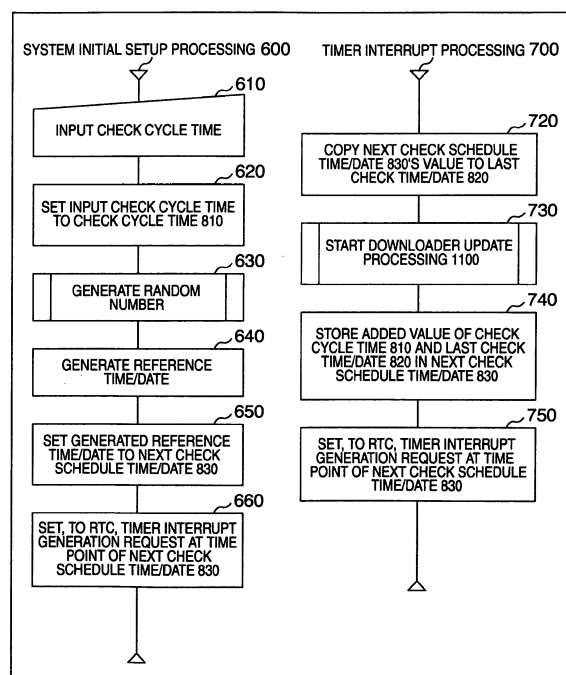 SYSTEM INITIAL SETUP PROCESSING 600
610
INPUT CHECK CYCLE TIME
620
SET INPUT CHECK CYCLE TIME
TO CHECK CYCLE TIME 810
630
GENERATE RANDOM
NUMBER
640
GENERATE REFERENCE
TIME/DATE
650
SET GENERATED REFERENCE
TIME/DATE TO NEXT CHECK
SCHEDULE TIME/DATE 830
660
SET, TO RTC, TIMER INTERRUPT
GENERATION REQUEST AT TIME
POINT OF NEXT CHECK
SCHEDULE TIME/DATE 830
TIMER INTERRUPT PROCESSING 700
720
COPY NEXT CHECK SCHEDULE
TIME/DATE 830'S VALUE TO LAST
CHECK TIME/DATE 820
730
START DOWNLOADER UPDATE
PROCESSING 1100
740
STORE ADDED VALUE OF CHECK
CYCLE TIME 810 AND LAST CHECK
TIME/DATE 820 IN NEXT CHECK
SCHEDULE TIME/DATE 830
750
SET, TO RTC, TIMER INTERRUPT
GENERATION REQUEST AT TIME
POINT OF NEXT CHECK SCHEDULE
TIME/DATE 830